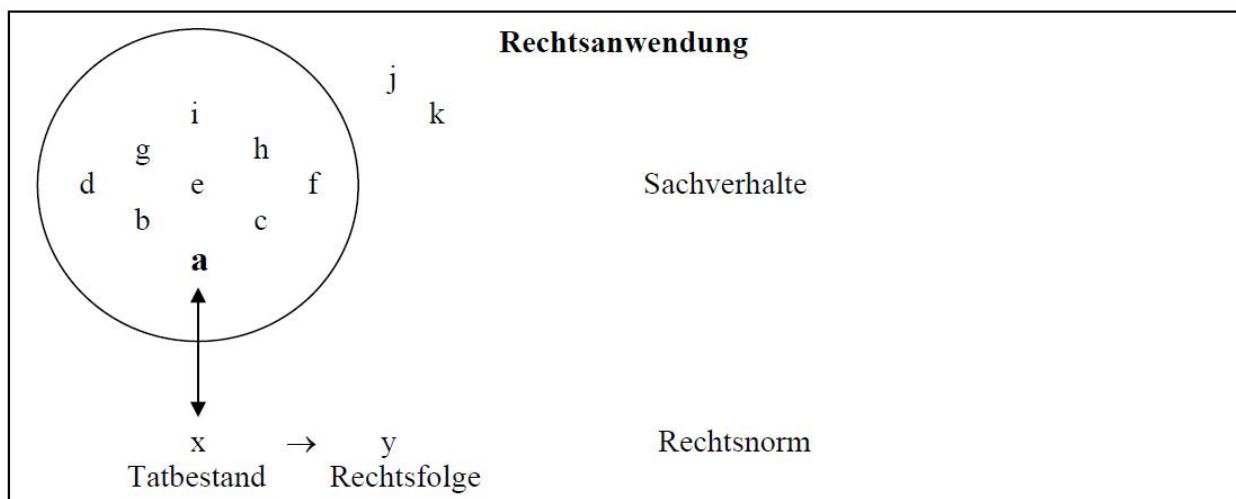 Rechtsanwendung
j
i k
g h
d e f Sachverhalte
b c
a
x → y Rechtsnorm
Tatbestand Rechtsfolge